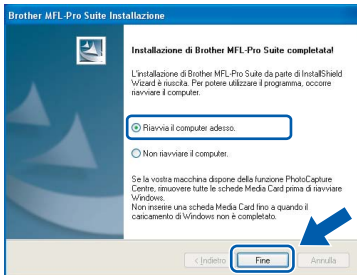 Brother MFL-Pro Suite Installazione
Installazione di Brother MFL-Pro Suite completata!
L'installazione di Brother MFL-Pro Suite da parte di InstallShield
Wizard è riuscita. Per potere utilizzare il programma, occorre
riavviare il computer.
Riavvia il computer adesso.
Non riavviare il computer.
Se la vostra macchina dispone della funzione PhotoCapture
Centre, rimuovere tutte le schede Media Card prima di riavviare
Windows.
Non inserire una scheda Media Card fino a quando il
caricamento di Windows non è completato.
< Indietro Fine Annulla